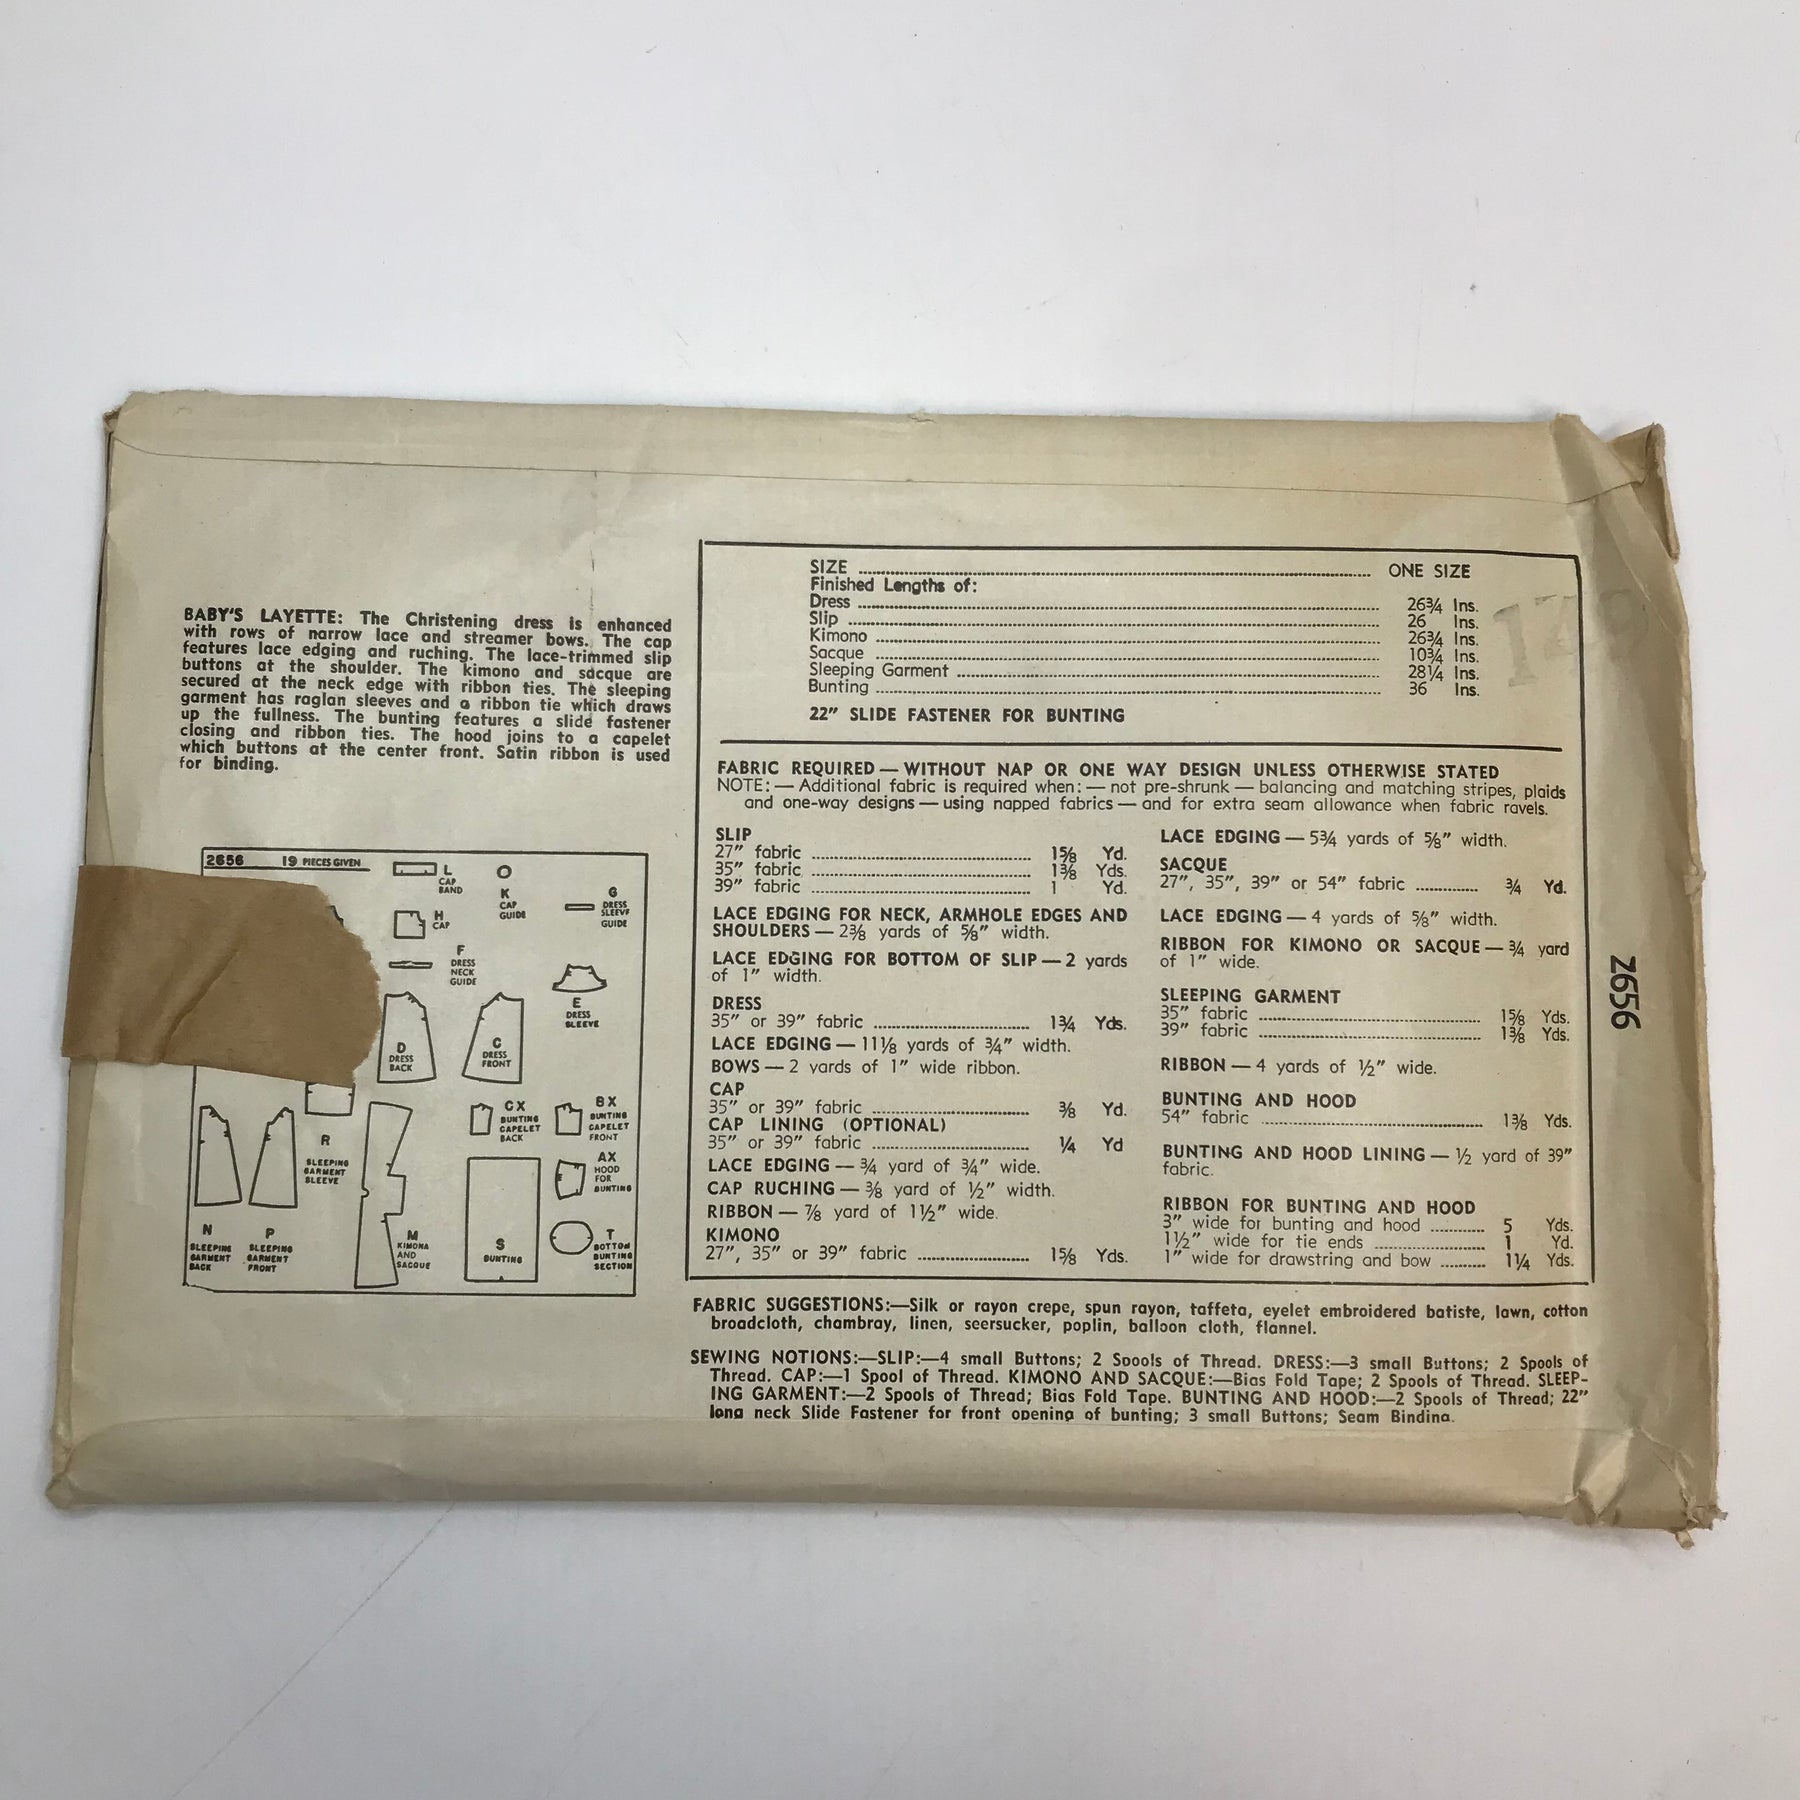 BABY'S LAYETTE: The Christening dress is enhanced
with rows of narrow lace and streamer bows. The cap
features lace edging and ruching. The lace-trimmed slip
buttons at the shoulder. The kimono and sacque are
secured at the neck edge with ribbon ties. The sleeping
garment has raglan sleeves and a ribbon tie which draws
up the fullness. The bunting features a slide fastener
closing and ribbon ties. The hood joins to a capelet
which buttons at the center front. Satin ribbon is used
for binding.
2656 19 PIECES GIVEN
L
CAP
BAND
O
K
CAP
GUIDE
G
DRESS
SLEEVE
GUIDE
H
CAP
F
DRESS
NECK
GUIDE
E
DRESS
SLEEVE
D
DRESS
BACK
C
DRESS
FRONT
CX
BUNTING
CAPELET
BACK
BX
BUNTING
CAPELET
FRONT
R
SLEEPING
GARMENT
SLEEVE
AX
HOOD
FOR
BUNTING
N
SLEEPING
GARMENT
BACK
P
SLEEPING
GARMENT
FRONT
M
KIMONA
AND
SACQUE
S
BUNTING
T
BOTTOM
BUNTING
SECTION
SIZE ONE SIZE
Finished Lengths of:
Dress 26¾ Ins.
Slip 26 Ins.
Kimono 26¾ Ins.
Sacque 10¾ Ins.
Sleeping Garment 28¼ Ins.
Bunting 36 Ins.
22" SLIDE FASTENER FOR BUNTING
FABRIC REQUIRED — WITHOUT NAP OR ONE WAY DESIGN UNLESS OTHERWISE STATED
NOTE: — Additional fabric is required when: — not pre-shrunk — balancing and matching stripes, plaids
and one-way designs — using napped fabrics — and for extra seam allowance when fabric ravels.
SLIP
27" fabric 1⅝ Yd.
35" fabric 1⅜ Yds.
39" fabric 1 Yd.
LACE EDGING FOR NECK, ARMHOLE EDGES AND
SHOULDERS — 2⅜ yards of ⅝" width.
LACE EDGING FOR BOTTOM OF SLIP — 2 yards
of 1" width.
DRESS
35" or 39" fabric 1¾ Yds.
LACE EDGING — 11⅛ yards of ¾" width.
BOWS — 2 yards of 1" wide ribbon.
CAP
35" or 39" fabric ⅜ Yd.
CAP LINING (OPTIONAL)
35" or 39" fabric ¼ Yd
LACE EDGING — ¾ yard of ¾" wide.
CAP RUCHING — ⅜ yard of ½" width.
RIBBON — ⅞ yard of 1½" wide.
KIMONO
27", 35" or 39" fabric 1⅝ Yds.
LACE EDGING — 5¾ yards of ⅝" width.
SACQUE
27", 35", 39" or 54" fabric ¾ Yd.
LACE EDGING — 4 yards of ⅝" width.
RIBBON FOR KIMONO OR SACQUE — ¾ yard
of 1" wide.
SLEEPING GARMENT
35" fabric 1⅝ Yds.
39" fabric 1⅜ Yds.
RIBBON — 4 yards of ½" wide.
BUNTING AND HOOD
54" fabric 1⅜ Yds.
BUNTING AND HOOD LINING — ½ yard of 39"
fabric.
RIBBON FOR BUNTING AND HOOD
3" wide for bunting and hood 5 Yds.
1½" wide for tie ends 1 Yd.
1" wide for drawstring and bow 1¼ Yds.
2656
FABRIC SUGGESTIONS:—Silk or rayon crepe, spun rayon, taffeta, eyelet embroidered batiste, lawn, cotton
broadcloth, chambray, linen, seersucker, poplin, balloon cloth, flannel.
SEWING NOTIONS:—SLIP:—4 small Buttons; 2 Spools of Thread. DRESS:—3 small Buttons; 2 Spools of
Thread. CAP:—1 Spool of Thread. KIMONO AND SACQUE:—Bias Fold Tape; 2 Spools of Thread. SLEEP-
ING GARMENT:—2 Spools of Thread; Bias Fold Tape. BUNTING AND HOOD:—2 Spools of Thread; 22"
long neck Slide Fastener for front opening of bunting; 3 small Buttons; Seam Binding.